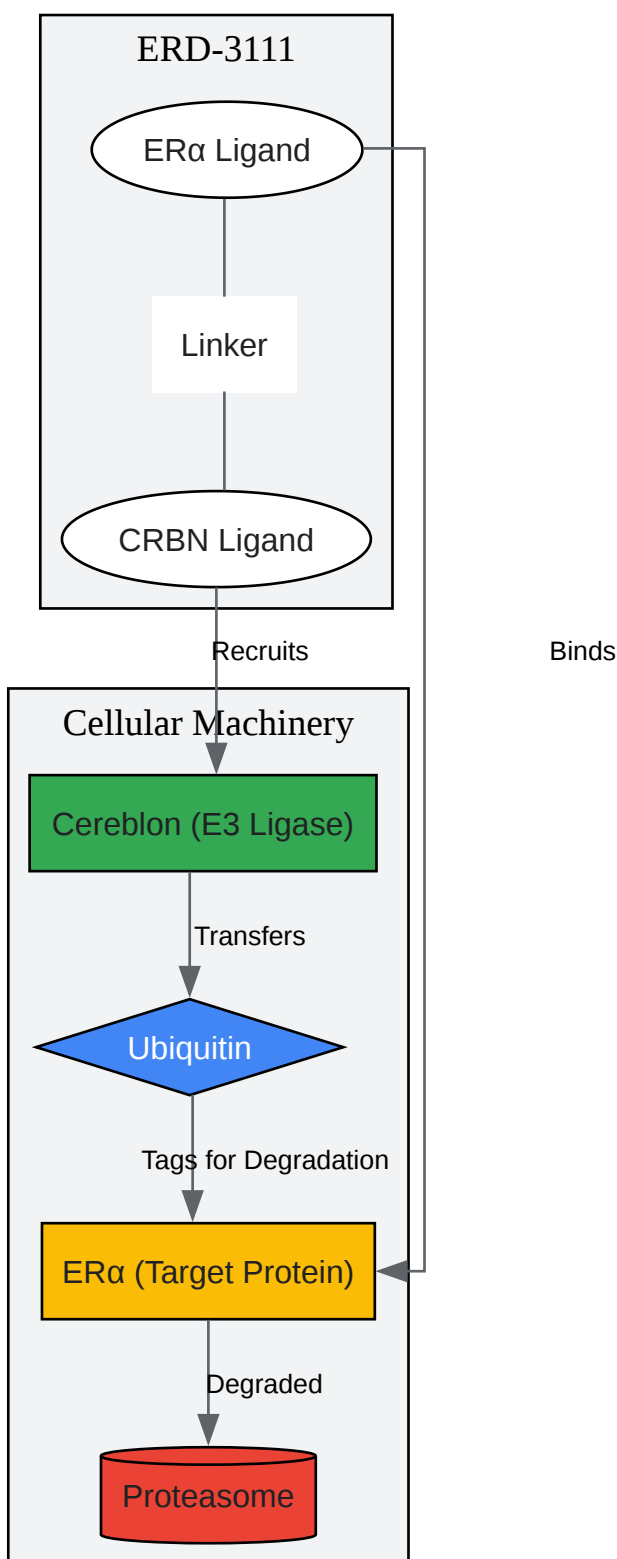 ERD-3111
ERα Ligand
Linker
CRBN Ligand
Recruits
Binds
Cellular Machinery
Cereblon (E3 Ligase)
Transfers
Ubiquitin
Tags for Degradation
ERα (Target Protein)
Degraded
Proteasome